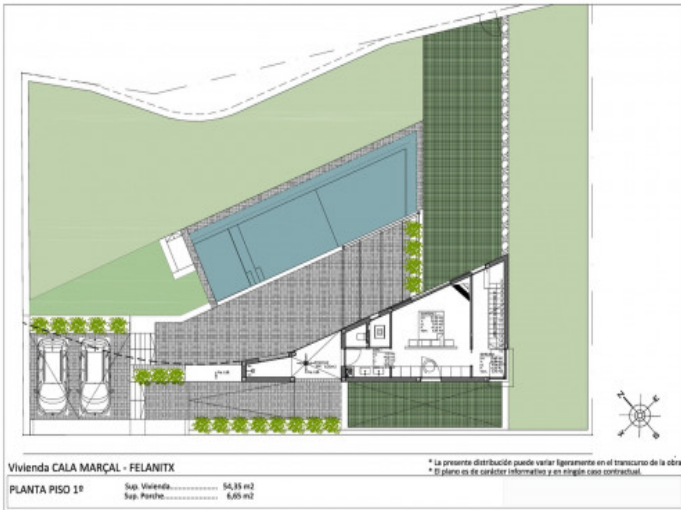 Vivienda CALA MARÇAL - FELANITX
* La presente distribución puede variar ligeramente en el transcurso de la obra
* El plano es de carácter informativo y en ningún caso contractual.
PLANTA PISO 1º
Sup. Vivienda................ 54,35 m2
Sup. Porche.................. 6,65 m2